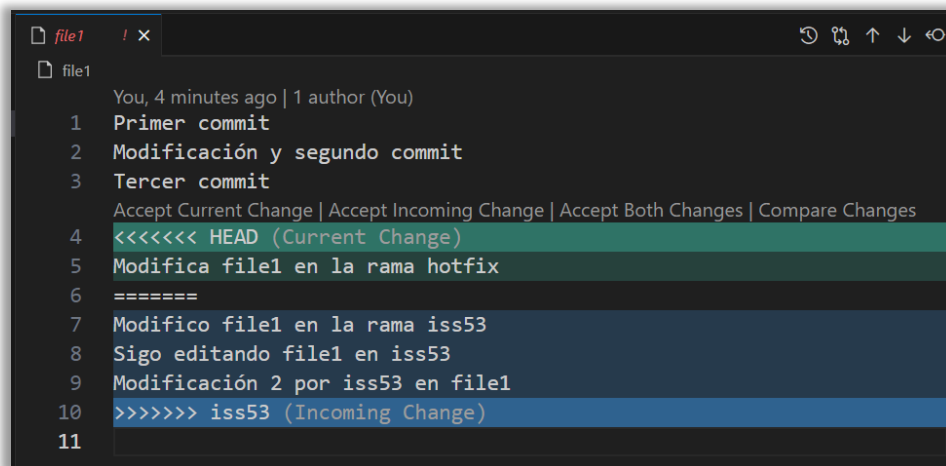 file1 !
file1
You, 4 minutes ago | 1 author (You)
1 Primer commit
2 Modificación y segundo commit
3 Tercer commit
Accept Current Change | Accept Incoming Change | Accept Both Changes | Compare Changes
4 <<<<<<< HEAD (Current Change)
5 Modifica file1 en la rama hotfix
6 =======
7 Modifico file1 en la rama iss53
8 Sigo editando file1 en iss53
9 Modificación 2 por iss53 en file1
10 >>>>>>> iss53 (Incoming Change)
11